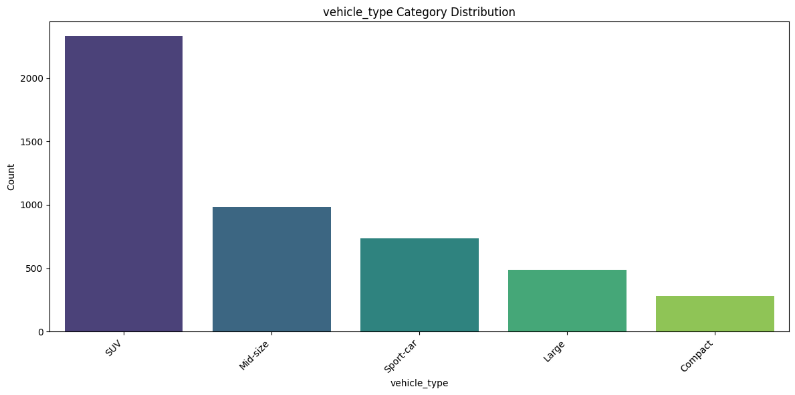 vehicle_type Category Distribution
Count
2000
1500
1000
500
0
SUV
Mid-size
Sport-car
Large
Compact
vehicle_type